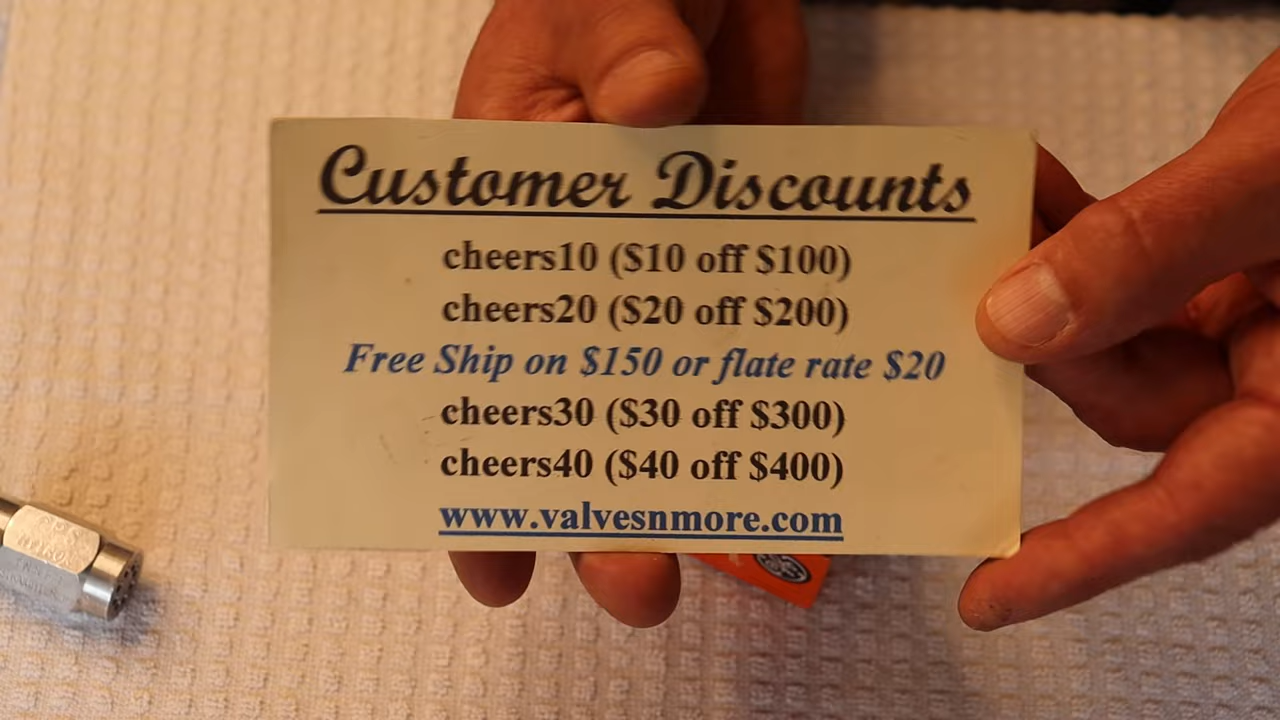 Customer Discounts
cheers10 ($10 off $100)
cheers20 ($20 off $200)
Free Ship on $150 or flate rate $20
cheers30 ($30 off $300)
cheers40 ($40 off $400)
www.valvesnmore.com